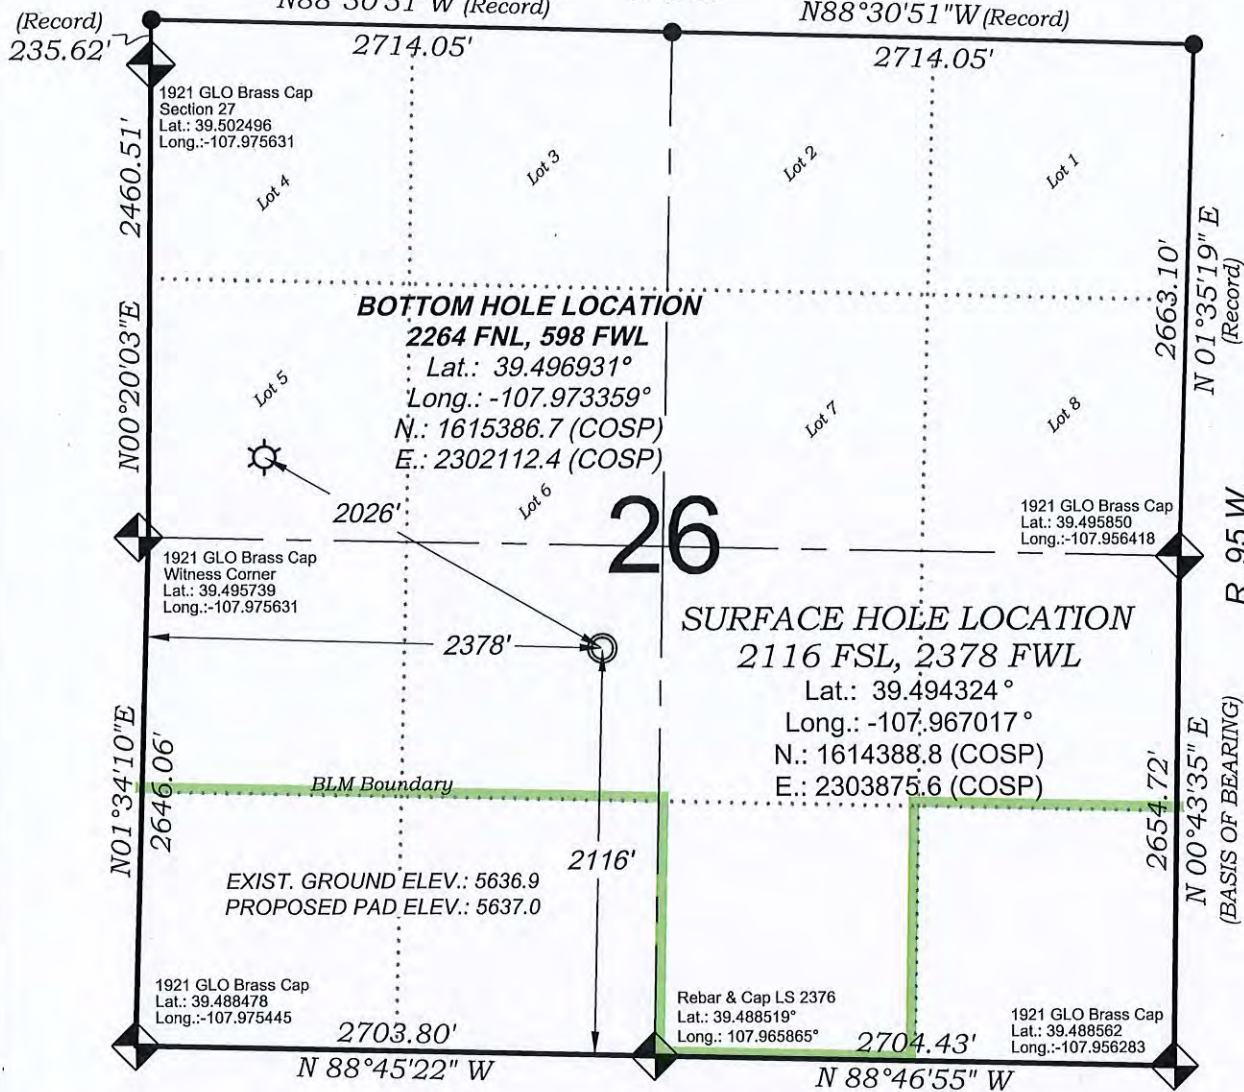 N88°30'51"W (Record)
N88°30'51"W (Record)
(Record)
235.62'
2714.05'
2714.05'
1921 GLO Brass Cap
Section 27
Lat.: 39.502496
Long.:-107.975631
2460.51'
N00°20'03"E
Lot 4
Lot 3
Lot 2
Lot 1
2663.10'
N 01°35'19" E
(Record)
BOTTOM HOLE LOCATION
2264 FNL, 598 FWL
Lat.: 39.496931°
Long.: -107.973359°
N.: 1615386.7 (COSP)
E.: 2302112.4 (COSP)
Lot 5
Lot 6
Lot 7
Lot 8
2026'
26
1921 GLO Brass Cap
Lat.: 39.495850
Long.:-107.956418
R. 95 W.
1921 GLO Brass Cap
Witness Corner
Lat.: 39.495739
Long.:-107.975631
2378'
SURFACE HOLE LOCATION
2116 FSL, 2378 FWL
Lat.: 39.494324°
Long.: -107.967017°
N.: 1614388.8 (COSP)
E.: 2303875.6 (COSP)
N01°34'10"E
2646.06'
BLM Boundary
2654.72'
N 00°43'35" E
(BASIS OF BEARING)
2116'
EXIST. GROUND ELEV.: 5636.9
PROPOSED PAD ELEV.: 5637.0
1921 GLO Brass Cap
Lat.: 39.488478
Long.:-107.975445
Rebar & Cap LS 2376
Lat.: 39.488519°
Long.: 107.965865°
1921 GLO Brass Cap
Lat.: 39.488562
Long.:-107.956283
2703.80'
N 88°45'22" W
2704.43'
N 88°46'55" W